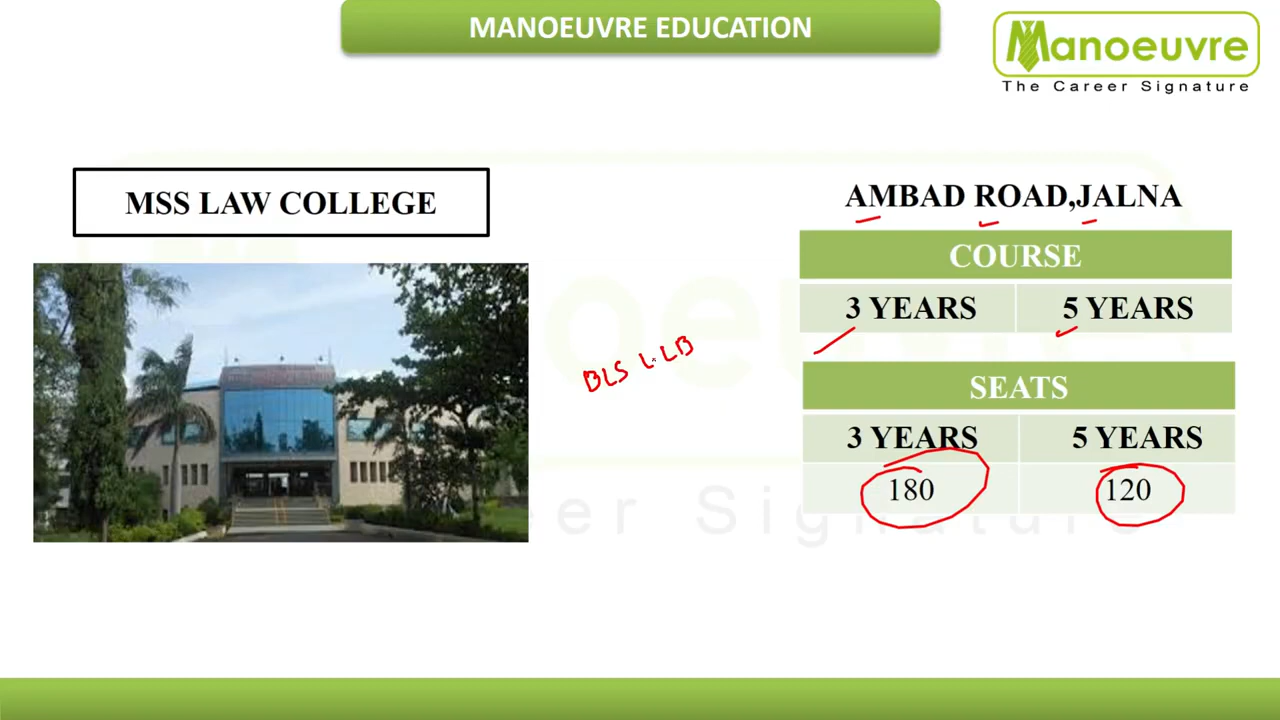 MANOEUVRE EDUCATION
Manoeuvre
The Career Signature
MSS LAW COLLEGE
AMBAD ROAD,JALNA
COURSE
3 YEARS 5 YEARS
BLS LLB
SEATS
3 YEARS 5 YEARS
180 120